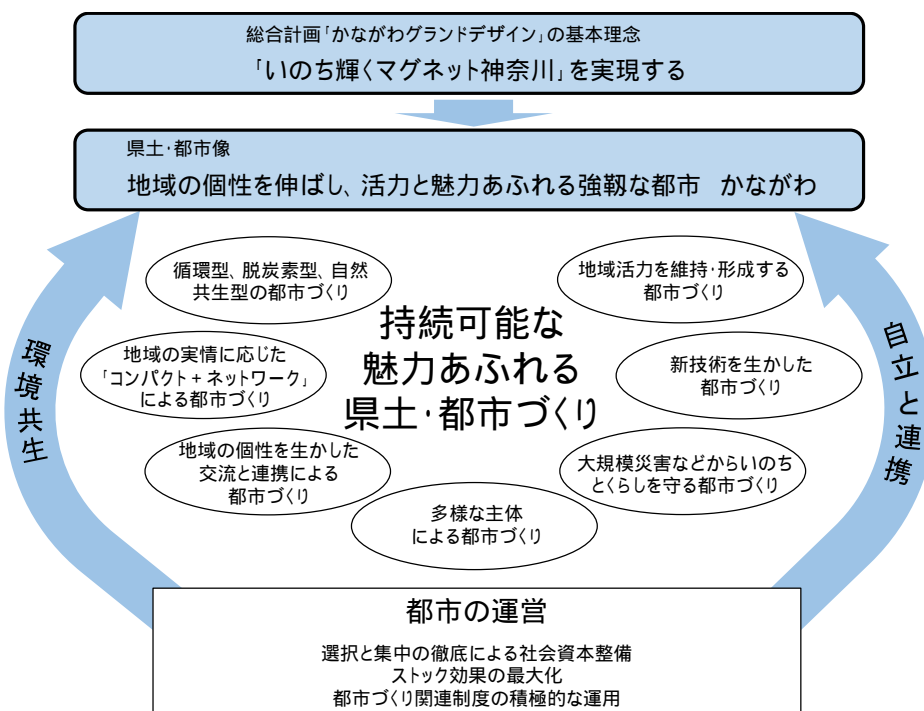 総合計画「かながわグランドデザイン」の基本理念
「いのち輝くマグネット神奈川」を実現する
県土・都市像
地域の個性を伸ばし、活力と魅力あふれる強靱な都市　かながわ
循環型、脱炭素型、自然
共生型の都市づくり
地域活力を維持・形成する
都市づくり
持続可能な
魅力あふれる
県土・都市づくり
環境共生
地域の実情に応じた
「コンパクト＋ネットワーク」
による都市づくり
新技術を生かした
都市づくり
自立と連携
地域の個性を生かした
交流と連携による
都市づくり
大規模災害などからいのち
とくらしを守る都市づくり
多様な主体
による都市づくり
都市の運営
選択と集中の徹底による社会資本整備
ストック効果の最大化
都市づくり関連制度の積極的な運用